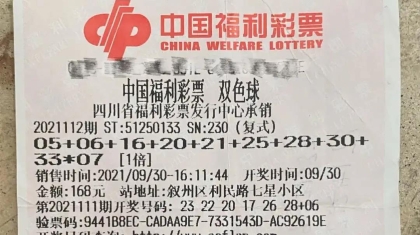 中国福利彩票
CHINA WELFARE LOTTERY
中国福利彩票 双色球
四川省福利彩票发行中心承销
2021112期 ST:51250133 SN:230 (复式)
05+06+16+20+21+25+28+30+
33*07 [1倍]
销售时间:2021/09/30-16:11:44 开奖时间:09/30
金额:168元 站地址:叙州区利民路七星小区
第2021111期开奖号码: 23 22 20 17 26 28+06
验票码:9441B8EC-CADAA9E7-7331543D-AC92619E